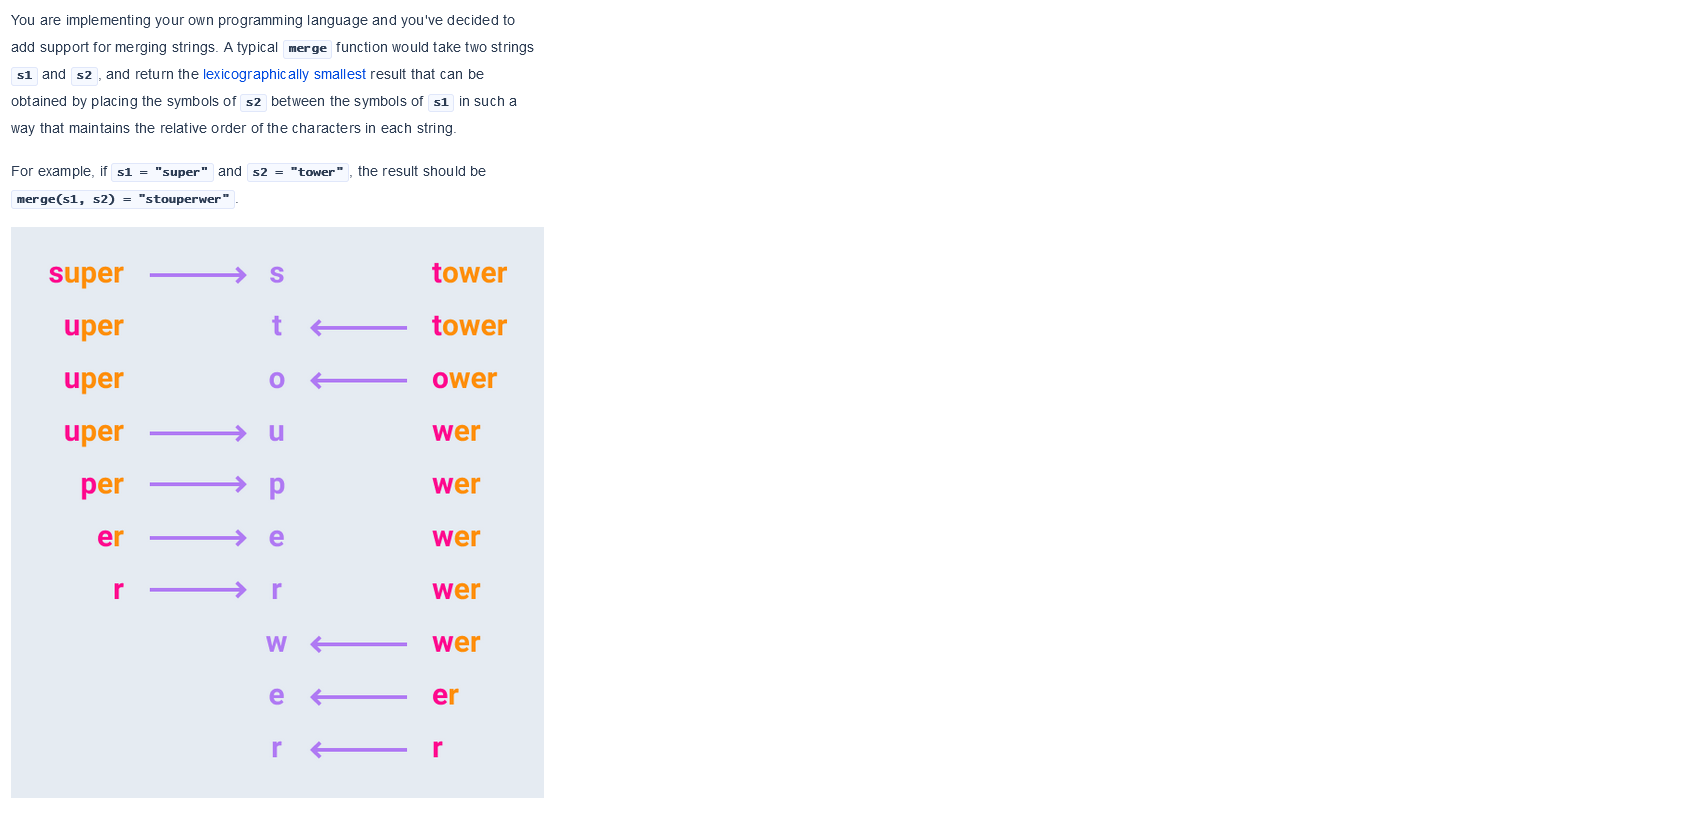 You are implementing your own programming language and you've decided to
add support for merging strings. A typical merge function would take two strings
s1 and s2, and return the lexicographically smallest result that can be
obtained by placing the symbols of s2 between the symbols of s1 in such a
way that maintains the relative order of the characters in each string.
For example, if s1 = "super" and s2 = "tower", the result should be
merge(s1, s2) = "stouperwer".
super s tower
uper t tower
uper o ower
uper u wer
per p wer
er e wer
r r wer
w wer
e er
r r